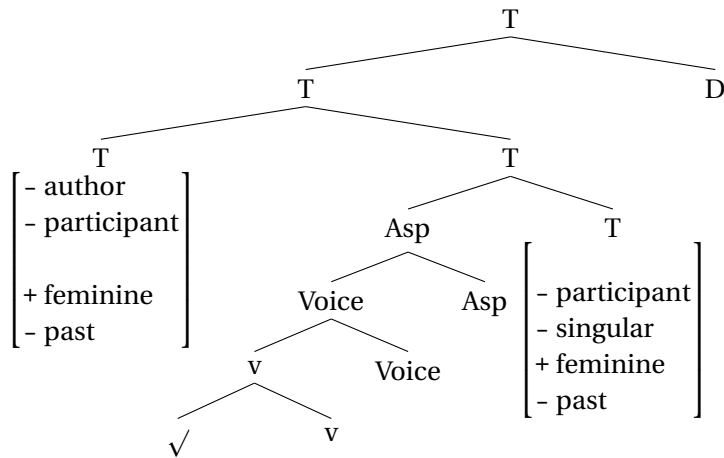 T
T
D
T
T
– author
– participant
+ feminine
– past
Asp
T
– participant
– singular
+ feminine
– past
Voice
Asp
v
Voice
√
v